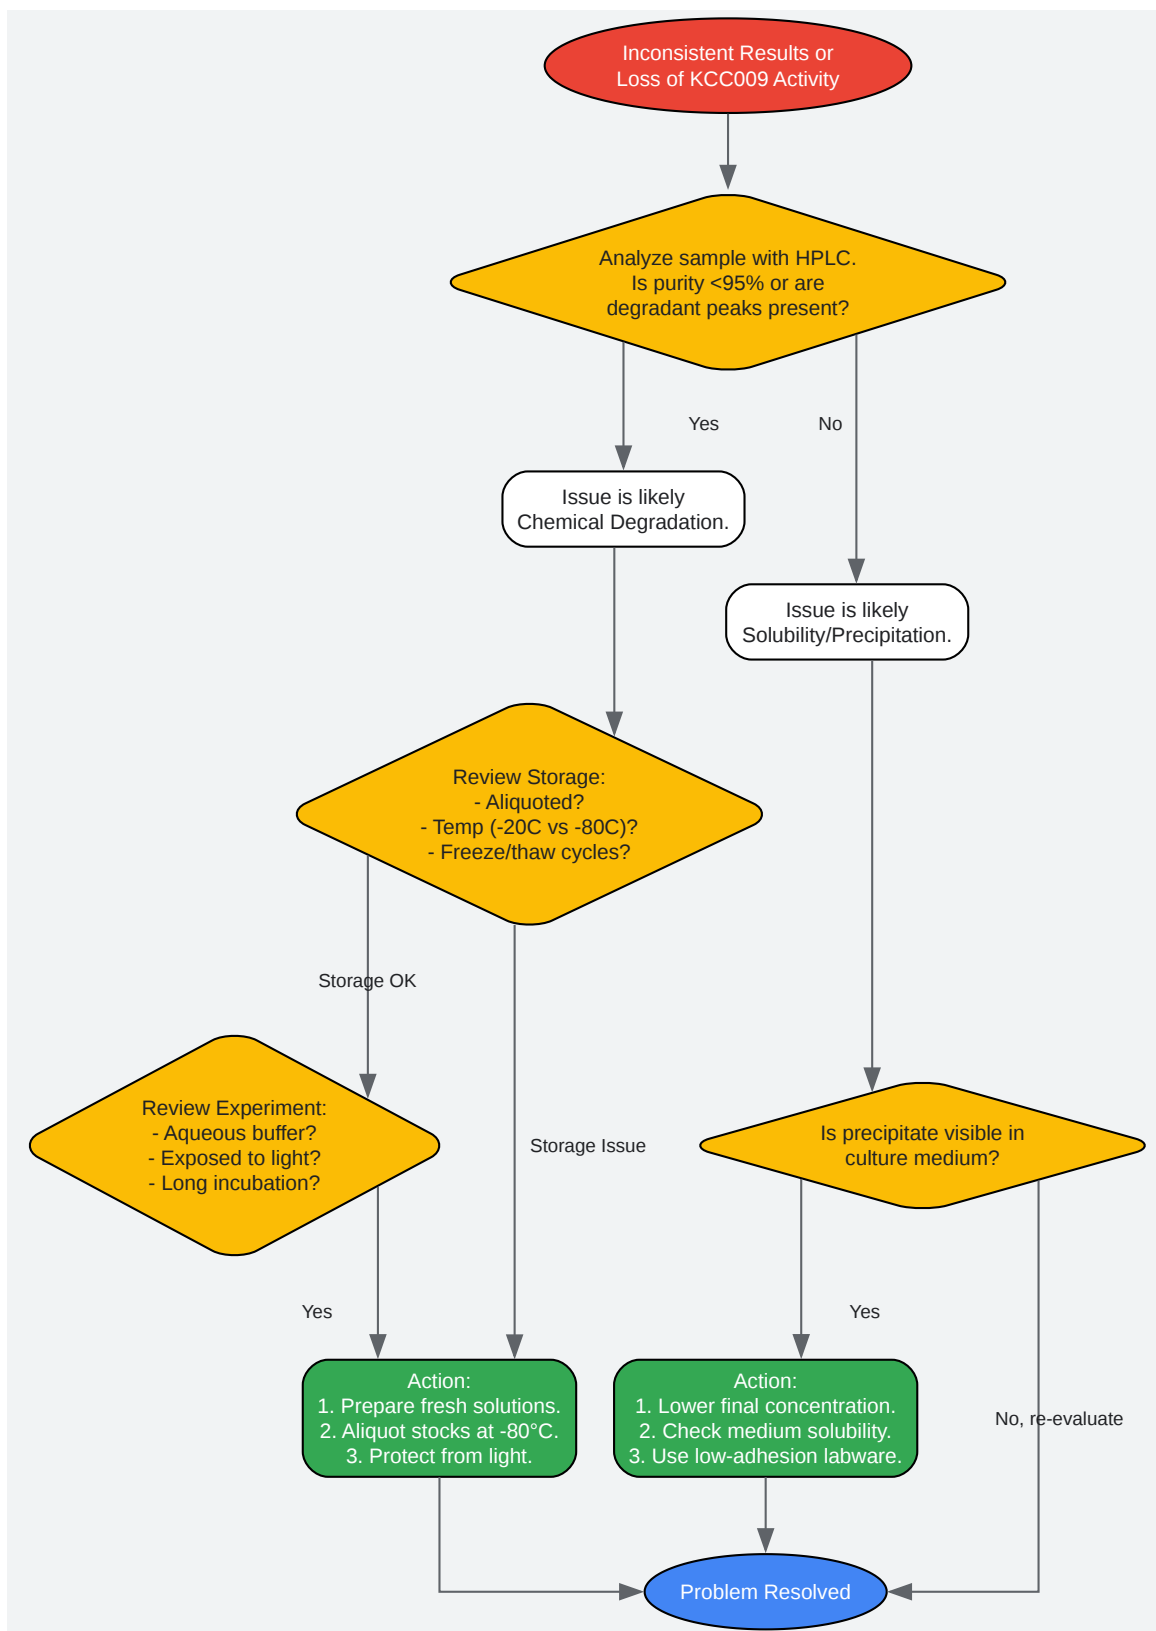 Inconsistent Results or
Loss of KCC009 Activity
Analyze sample with HPLC.
Is purity <95% or are
degradant peaks present?
Yes
No
Issue is likely
Chemical Degradation.
Issue is likely
Solubility/Precipitation.
Review Storage:
- Aliquoted?
- Temp (-20C vs -80C)?
- Freeze/thaw cycles?
Storage OK
Review Experiment:
- Aqueous buffer?
- Exposed to light?
- Long incubation?
Storage Issue
Is precipitate visible in
culture medium?
Yes
Yes
Action:
1. Prepare fresh solutions.
2. Aliquot stocks at -80°C.
3. Protect from light.
Action:
1. Lower final concentration.
2. Check medium solubility.
3. Use low-adhesion labware.
No, re-evaluate
Problem Resolved